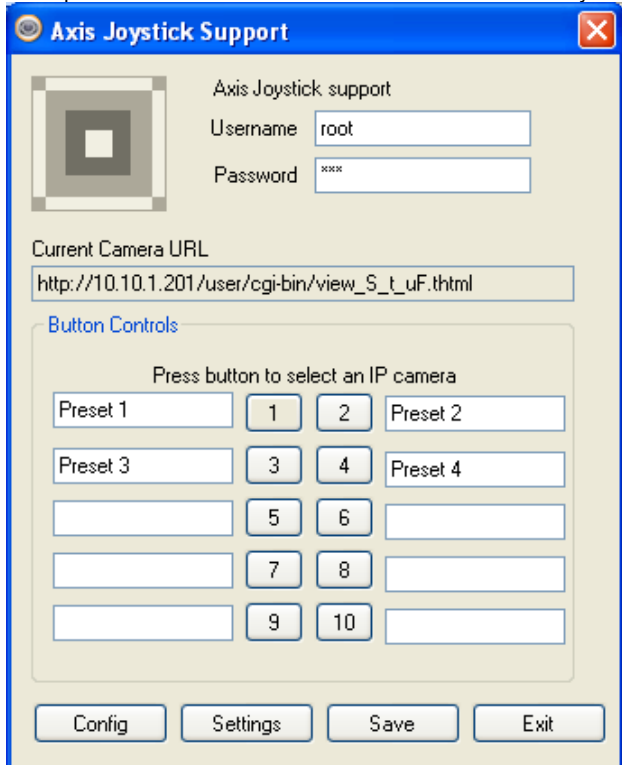 Axis Joystick Support
Axis Joystick support
Username root
Password ***
Current Camera URL
http://10.10.1.201/user/cgi-bin/view_S_t_uF.thtml
Button Controls
Press button to select an IP camera
Preset 1 1 2 Preset 2
Preset 3 3 4 Preset 4
5 6
7 8
9 10
Config Settings Save Exit